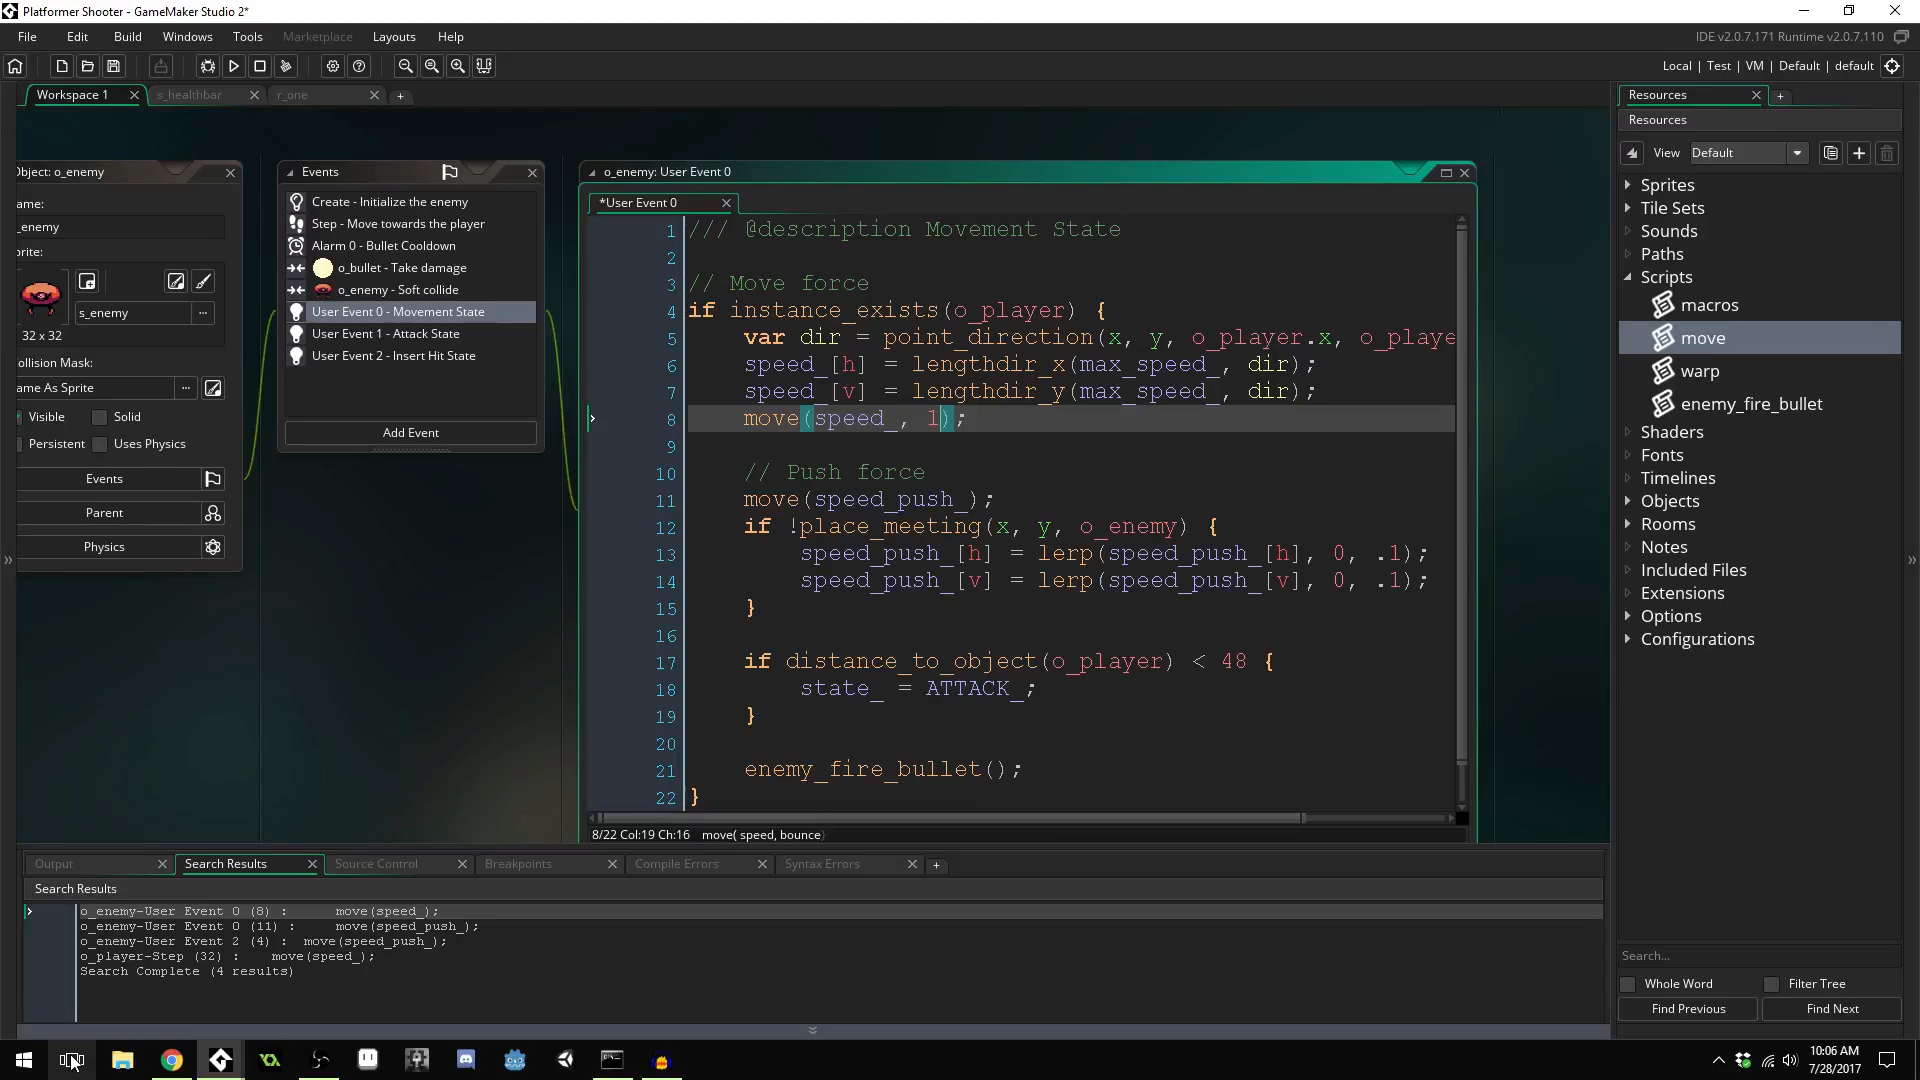 Platformer Shooter - GameMaker Studio 2*
File Edit Build Windows Tools Marketplace Layouts Help
IDE v2.0.7.171 Runtime v2.0.7.110
Local | Test | VM | Default | default
Workspace 1
s_healthbar
r_one
Object: o_enemy
ame:
_enemy
prite:
s_enemy
32 x 32
ollision Mask:
ame As Sprite
Visible
Solid
Persistent
Uses Physics
Events
Parent
Physics
Events
Create - Initialize the enemy
Step - Move towards the player
Alarm 0 - Bullet Cooldown
o_bullet - Take damage
o_enemy - Soft collide
User Event 0 - Movement State
User Event 1 - Attack State
User Event 2 - Insert Hit State
Add Event
o_enemy: User Event 0
*User Event 0
1 /// @description Movement State
2
3 // Move force
4 if instance_exists(o_player) {
5 var dir = point_direction(x, y, o_player.x, o_playe
6 speed_[h] = lengthdir_x(max_speed_, dir);
7 speed_[v] = lengthdir_y(max_speed_, dir);
8 move(speed_, 1);
9
10 // Push force
11 move(speed_push_);
12 if !place_meeting(x, y, o_enemy) {
13 speed_push_[h] = lerp(speed_push_[h], 0, .1);
14 speed_push_[v] = lerp(speed_push_[v], 0, .1);
15 }
16
17 if distance_to_object(o_player) < 48 {
18 state_ = ATTACK_;
19 }
20
21 enemy_fire_bullet();
22 }
8/22 Col:19 Ch:16 move( speed, bounce)
Resources
Resources
View Default
Sprites
Tile Sets
Sounds
Paths
Scripts
macros
move
warp
enemy_fire_bullet
Shaders
Fonts
Timelines
Objects
Rooms
Notes
Included Files
Extensions
Options
Configurations
Search...
Whole Word
Filter Tree
Find Previous
Find Next
Output
Search Results
Source Control
Breakpoints
Compile Errors
Syntax Errors
Search Results
o_enemy-User Event 0 (8) : move(speed_);
o_enemy-User Event 0 (11) : move(speed_push_);
o_enemy-User Event 2 (4) : move(speed_push_);
o_player-Step (32) : move(speed_);
Search Complete (4 results)
10:06 AM
7/28/2017